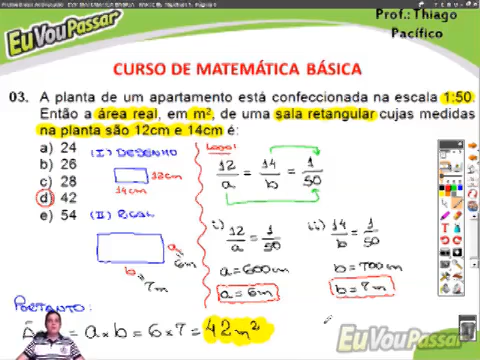 EuVouPassar
Prof.: Thiago
Pacífico
CURSO DE MATEMÁTICA BÁSICA
03. A planta de um apartamento está confeccionada na escala 1:50
Então a área real, em m², de uma sala retangular cujas medidas
na planta são 12cm e 14cm é:
a) 24
b) 26
c) 28
d) 42
e) 54
(I) DESENHO
12cm
14cm
(II) REAL
a = 6m
b = 7m
LOGO!
12/a = 14/b = 1/50
i)
12/a = 1/50
a = 600cm
a = 6m
ii)
14/b = 1/50
b = 700cm
b = 7m
PORTANTO:
= a × b = 6 × 7 = 42m²
EuVouPassar